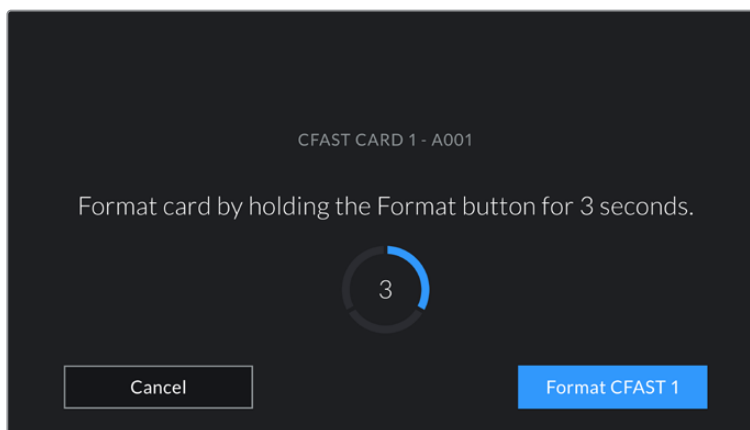 CFAST CARD 1 - A001
Format card by holding the Format button for 3 seconds.
3
Cancel
Format CFAST 1